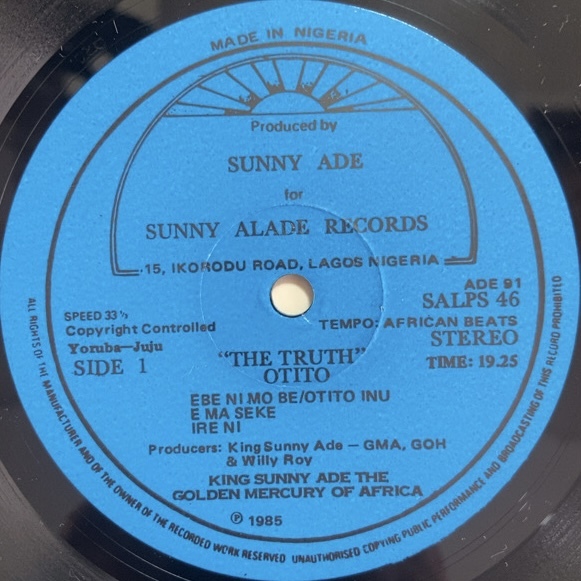 MADE IN NIGERIA
Produced by
SUNNY ADE
for
SUNNY ALADE RECORDS
15, IKORODU ROAD, LAGOS NIGERIA
ADE 91
SPEED 33 ⅓
SALPS 46
Copyright Controlled
TEMPO: AFRICAN BEATS
Yoruba-Juju
STEREO
SIDE 1
"THE TRUTH"
TIME: 19.25
OTITO
EBE NI MO BE/OTITO INU
E MA SEKE
IRE NI
Producers: King Sunny Ade – GMA, GOH
& Willy Roy
KING SUNNY ADE THE
GOLDEN MERCURY OF AFRICA
℗ 1985
ALL RIGHTS OF THE MANUFACTURER AND OF THE OWNER OF THE RECORDED WORK RESERVED UNAUTHORISED COPYING PUBLIC PERFORMANCE AND BROADCASTING OF THIS RECORD PROHIBITED